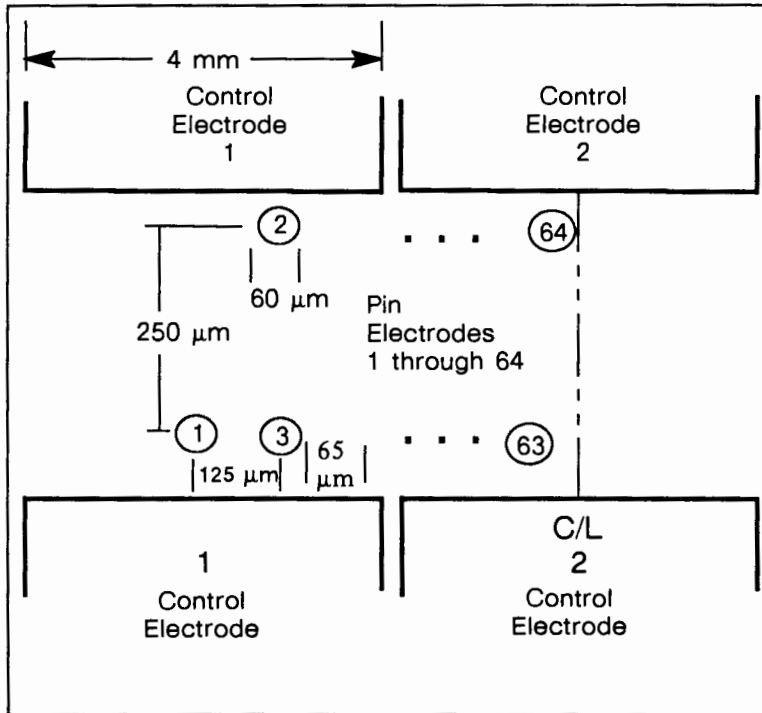 4 mm
Control
Electrode
1
Control
Electrode
2
2
. . .
64
60 μm
250 μm
Pin
Electrodes
1 through 64
1
3
65
μm
. . .
63
125 μm
1
Control
Electrode
C/L
2
Control
Electrode